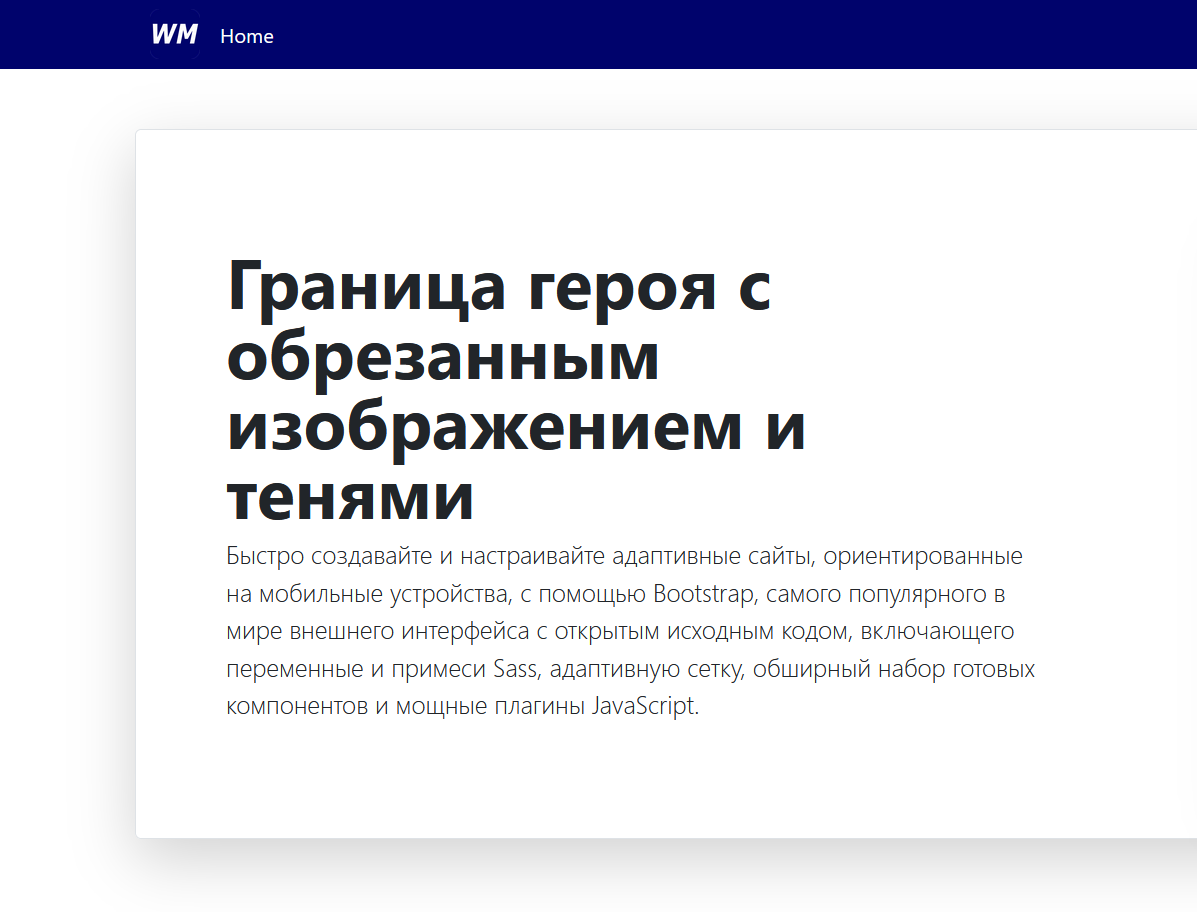 WM Home
Граница героя с
обрезанным
изображением и
тенями
Быстро создавайте и настраивайте адаптивные сайты, ориентированные
на мобильные устройства, с помощью Bootstrap, самого популярного в
мире внешнего интерфейса с открытым исходным кодом, включающего
переменные и примеси Sass, адаптивную сетку, обширный набор готовых
компонентов и мощные плагины JavaScript.